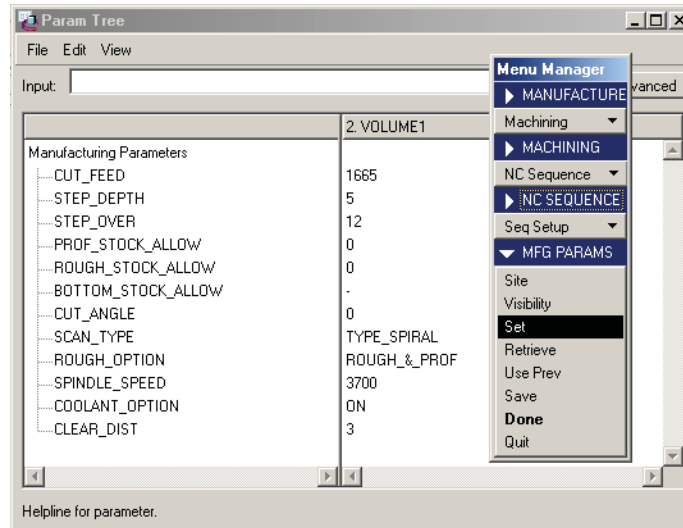 Param Tree
File Edit View
Input:
vanced
2. VOLUME1
Manufacturing Parameters
CUT_FEED 1665
STEP_DEPTH 5
STEP_OVER 12
PROF_STOCK_ALLOW 0
ROUGH_STOCK_ALLOW 0
BOTTOM_STOCK_ALLOW -
CUT_ANGLE 0
SCAN_TYPE TYPE_SPIRAL
ROUGH_OPTION ROUGH_&_PROF
SPINDLE_SPEED 3700
COOLANT_OPTION ON
CLEAR_DIST 3
Helpline for parameter.
Menu Manager
MANUFACTURE
Machining
MACHINING
NC Sequence
NC SEQUENCE
Seq Setup
MFG PARAMS
Site
Visibility
Set
Retrieve
Use Prev
Save
Done
Quit